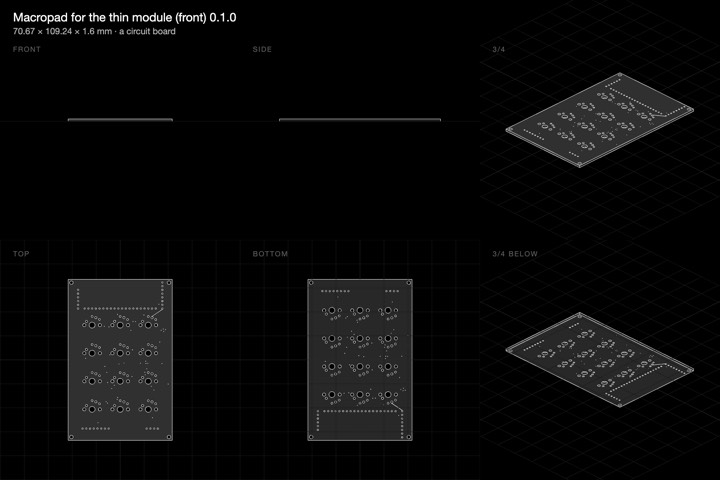 Macropad for the thin module (front) 0.1.0
70.67 × 109.24 × 1.6 mm · a circuit board
FRONT
SIDE
3/4
TOP
BOTTOM
3/4 BELOW